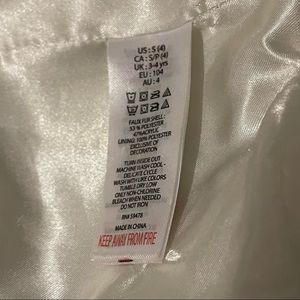 US : S (4)
CA : S/P (4)
UK : 3-4 yrs
EU : 104
AU : 4
FAUX FUR SHELL :
53 % POLYESTER
47%ACRYLIC
LINING: 100% POLYESTER
EXCLUSIVE OF
DECORATION
TURN INSIDE OUT
MACHINE WASH COOL -
DELICATE CYCLE
WASH WITH LIKE COLORS
TUMBLE DRY LOW
ONLY NON-CHLORINE
BLEACH WHEN NEEDED
DO NOT IRON
RN# 59478
MADE IN CHINA
KEEP AWAY FROM FIRE